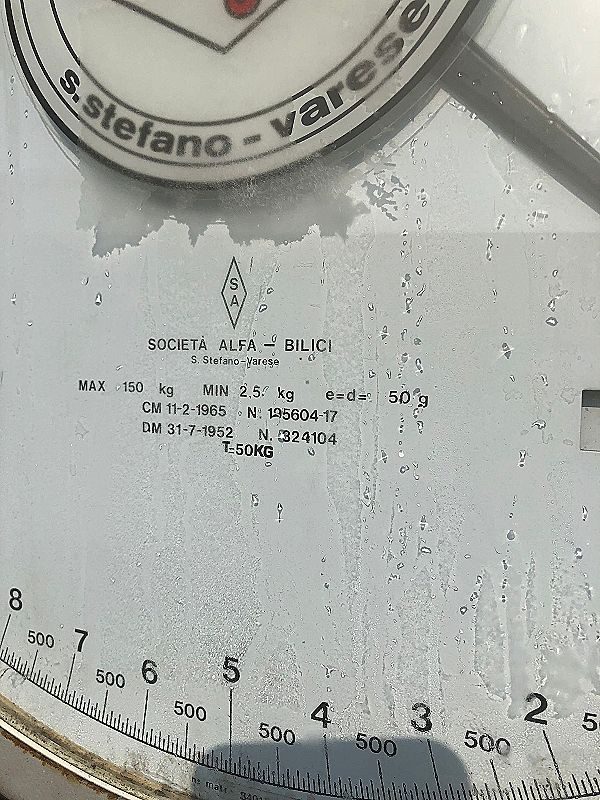 s.stefano - varese
S
A
SOCIETÀ ALFA - BILICI
S. Stefano-Varese
MAX 150 kg MIN 2,5 kg e=d= 50 g
CM 11-2-1965 N. 195604-17
DM 31-7-1952 N. 324104
T=50KG
8 500 7 500 6 500 5 500 4 500 3 500 2